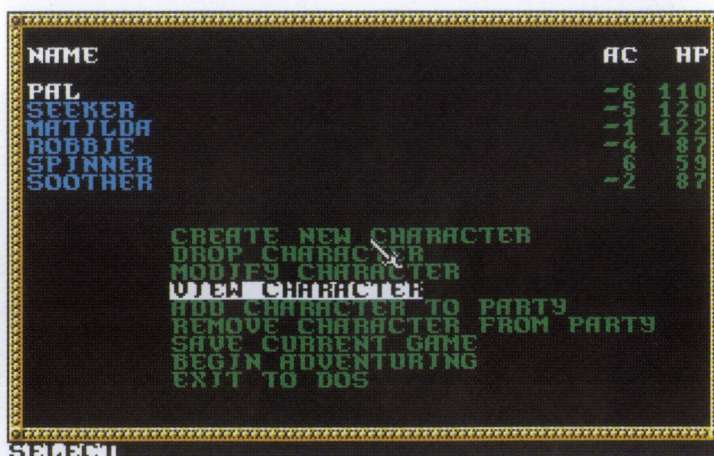 NAME AC HP
PAL -6 110
SEEKER -5 120
MATILDA -1 122
ROBBIE -4 87
SPINNER 6 59
SOOTHER -2 87
CREATE NEW CHARACTER
DROP CHARACTER
MODIFY CHARACTER
VIEW CHARACTER
ADD CHARACTER TO PARTY
REMOVE CHARACTER FROM PARTY
SAVE CURRENT GAME
BEGIN ADVENTURING
EXIT TO DOS
SELECT